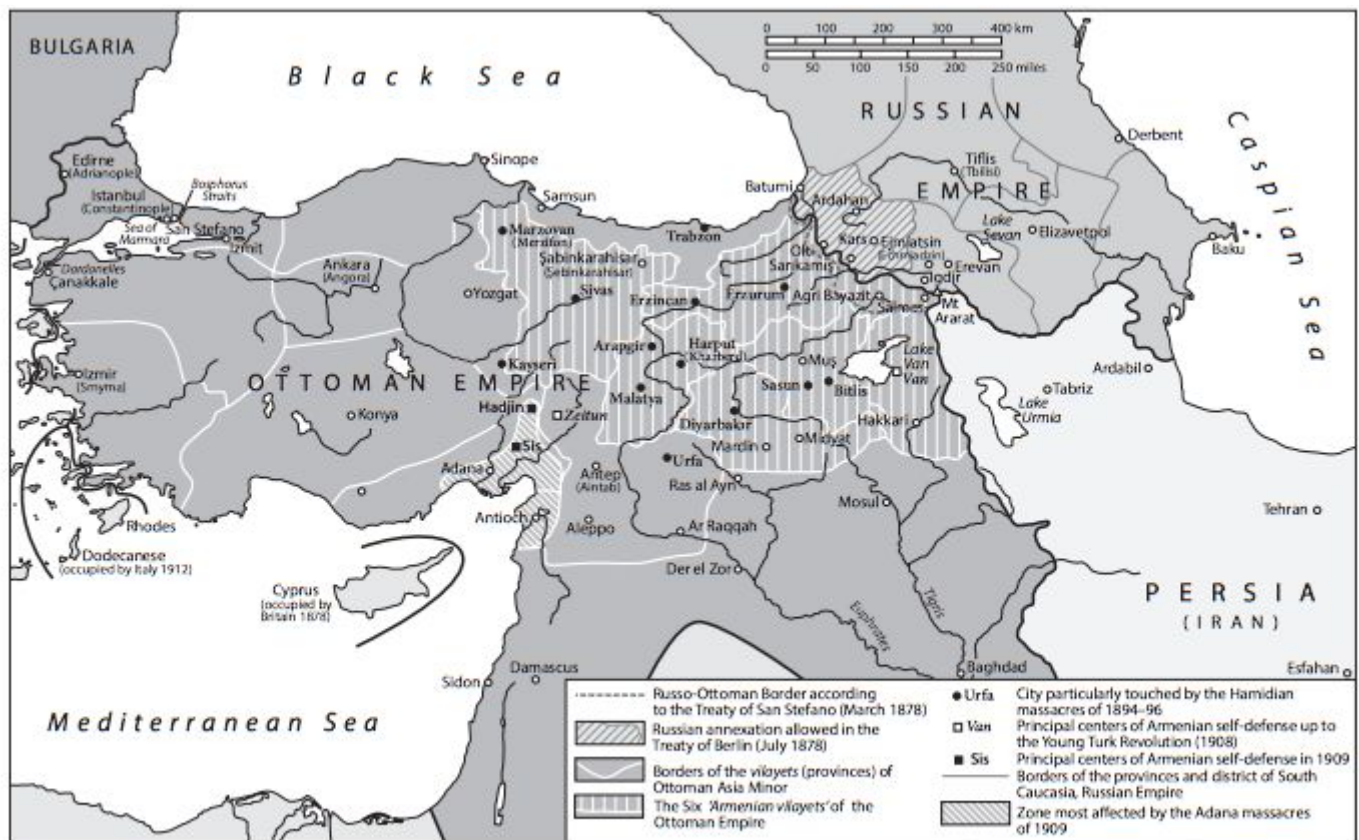 BULGARIA
Black Sea
0 100 200 300 400 km
0 50 100 150 200 250 miles
RUSSIAN
EMPIRE
Caspian Sea
Derbent
Edirne
(Adrianople)
Istanbul
(Constantinople)
Bosphorus
Straits
Sea of
Marmara
San Stefano
Izmit
Dardanelles
Çanakkale
Sinope
Samsun
Batumi
Ardahan
Tiflis
(Tbilisi)
Marzovan
(Merzifon)
Trabzon
Kars
Lake
Sevan
Elizavetpol
Baku
Şabinkarahisar
(Şebinkarahisar)
Sarikamis
Erevan
Igdir
Ankara
(Angora)
Yozgat
Sivas
Erzincan
Erzurum
Agri Bayazit
Mt
Ararat
Arapgir
Harput
Muş
Lake
Van
Van
Ardabil
Izmir
(Smyrna)
Kayseri
OTTOMAN EMPIRE
Malatya
Sasun
Bitlis
Lake
Urmia
Tabriz
Konya
Hadjin
Zeitun
Diyarbakır
Hakkari
Sis
Mardin
Midyat
Adana
Antep
(Aintab)
Urfa
Ras al Ayn
Mosul
Tehran
Rhodes
Antioch
Aleppo
Ar Raqqah
Dodecanese
(occupied by Italy 1912)
Der el Zor
Cyprus
(occupied by
Britain 1878)
Euphrates
Tigris
PERSIA
(IRAN)
Baghdad
Esfahan
Sidon
Damascus
Mediterranean Sea
Russo-Ottoman Border according
to the Treaty of San Stefano (March 1878)
Russian annexation allowed in the
Treaty of Berlin (July 1878)
Borders of the vilayets (provinces) of
Ottoman Asia Minor
The Six 'Armenian vilayets' of the
Ottoman Empire
Urfa City particularly touched by the Hamidian
massacres of 1894–96
Van Principal centers of Armenian self-defense up to
the Young Turk Revolution (1908)
Sis Principal centers of Armenian self-defense in 1909
Borders of the provinces and district of South
Caucasia, Russian Empire
Zone most affected by the Adana massacres
of 1909